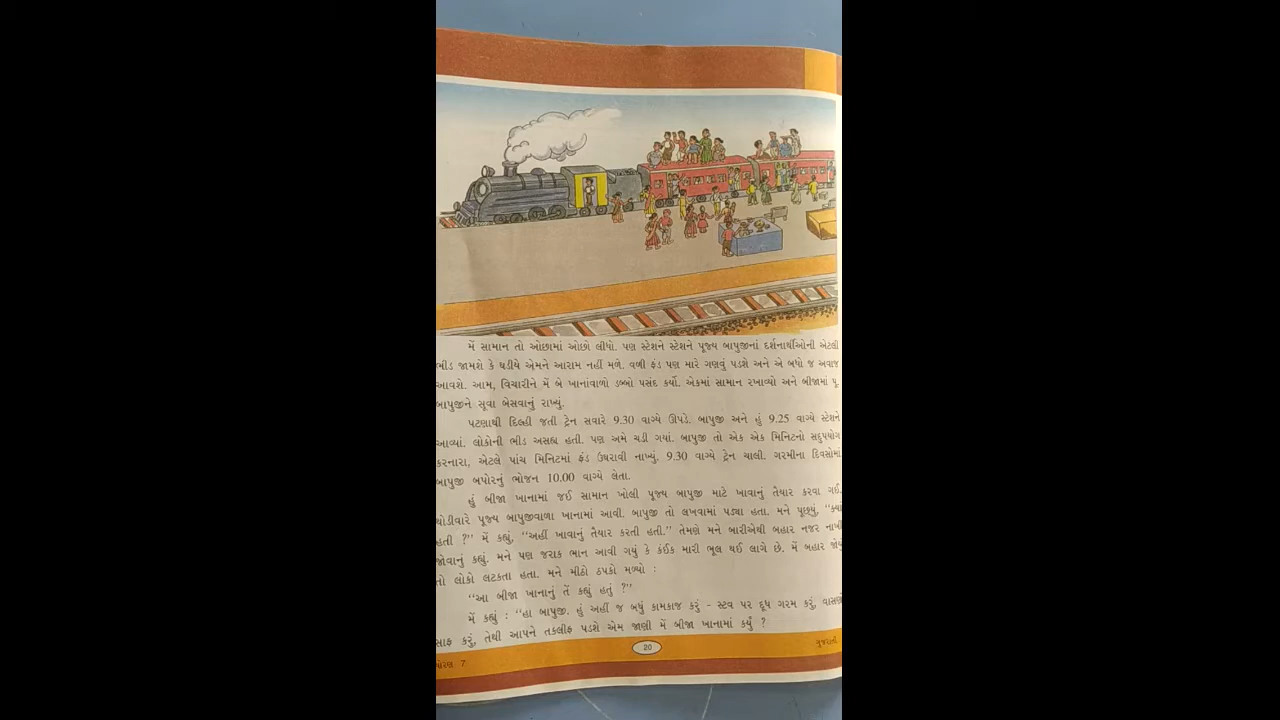 મેં સામાન તો ઓછામાં ઓછો લીધો. પણ સ્ટેશને સ્ટેશને પૂજ્ય બાપુજીનાં દર્શનાર્થીઓની એટલી
ભીડ જામશે કે ઘડીયે એમને આરામ નહીં મળે. વળી ફંડ પણ મારે ગણવું પડશે અને એ બધો જ અવાજ
આવશે. આમ, વિચારીને મેં બે ખાનાંવાળો ડબ્બો પસંદ કર્યો. એકમાં સામાન રખાવ્યો અને બીજામાં પૂ.
બાપુજીને સૂવા બેસવાનું રાખ્યું.
પટણાથી દિલ્હી જતી ટ્રેન સવારે 9.30 વાગ્યે ઊપડે. બાપુજી અને હું 9.25 વાગ્યે સ્ટેશને
આવ્યાં. લોકોની ભીડ અસહ્ય હતી. પણ અમે ચડી ગયાં. બાપુજી તો એક એક મિનિટનો સદુપયોગ
કરનારા, એટલે પાંચ મિનિટમાં ફંડ ઉઘરાવી નાખ્યું. 9.30 વાગ્યે ટ્રેન ચાલી. ગરમીના દિવસોમાં
બાપુજી બપોરનું ભોજન 10.00 વાગ્યે લેતા.
હું બીજા ખાનામાં જઈ સામાન ખોલી પૂજ્ય બાપુજી માટે ખાવાનું તૈયાર કરવા ગઈ.
થોડીવારે પૂજ્ય બાપુજીવાળા ખાનામાં આવી. બાપુજી તો લખવામાં પડ્યા હતા. મને પૂછ્યું, “ક્યાં
હતી ?” મેં કહ્યું, “અહીં ખાવાનું તૈયાર કરતી હતી.” તેમણે મને બારીએથી બહાર નજર નાખી
જોવાનું કહ્યું. મને પણ જરાક ભાન આવી ગયું કે કંઈક મારી ભૂલ થઈ લાગે છે. મેં બહાર જોયું
તો લોકો લટકતા હતા. મને મીઠો ઠપકો મળ્યો :
“આ બીજા ખાનાનું તેં કહ્યું હતું ?”
મેં કહ્યું : “હા બાપુજી. હું અહીં જ બધું કામકાજ કરું – સ્ટવ પર દૂધ ગરમ કરું, વાસણ
સાફ કરું, તેથી આપને તકલીફ પડશે એમ જાણી મેં બીજા ખાનામાં કર્યું ?
ધોરણ 7
20
ગુજરાતી